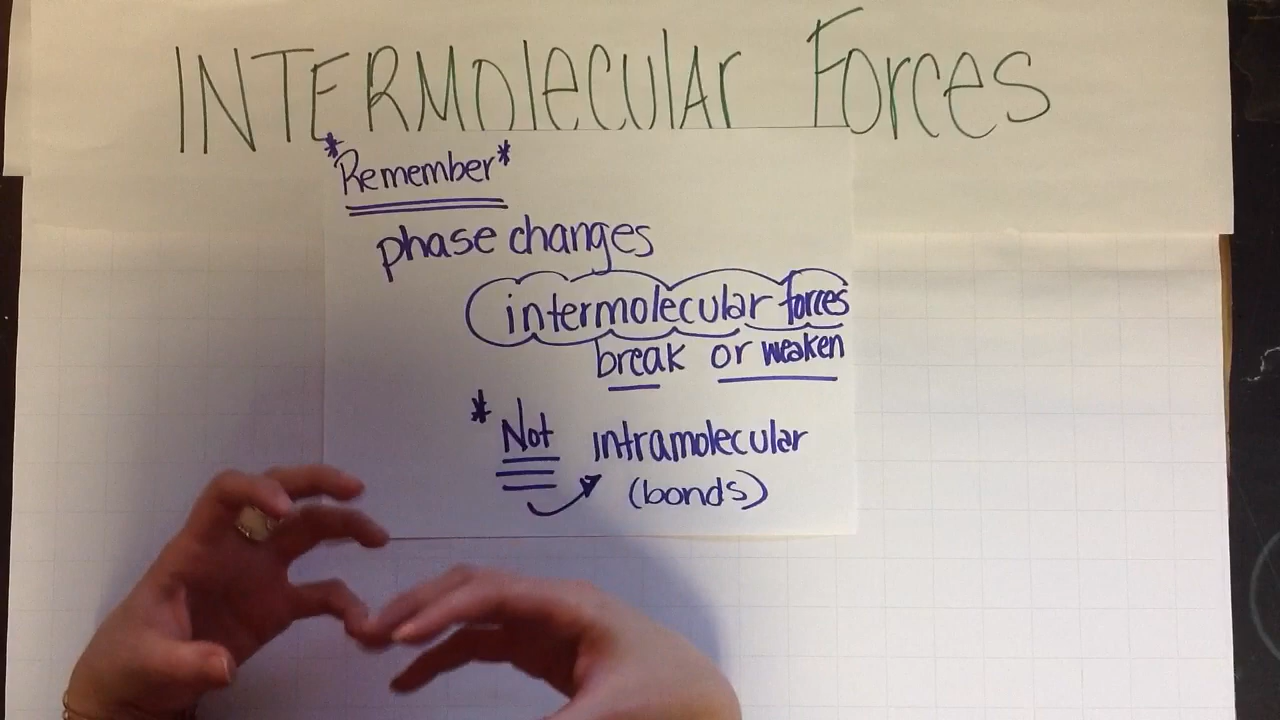 INTERMOlecular Forces
*Remember*
phase changes
intermolecular forces
break or weaken
* Not intramolecular
(bonds)